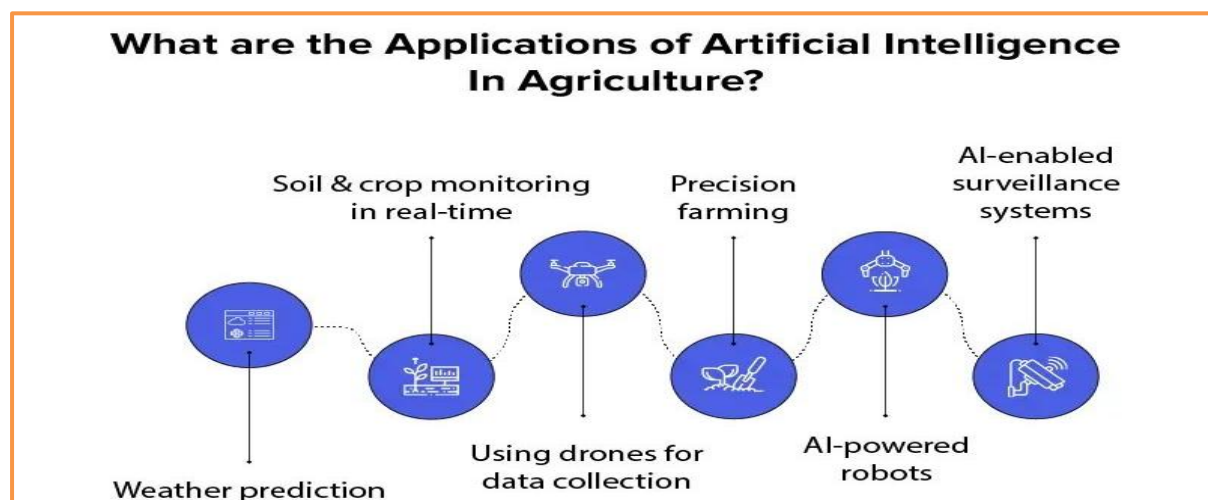 What are the Applications of Artificial Intelligence
In Agriculture?
Weather prediction
Soil & crop monitoring
in real-time
Using drones for
data collection
Precision
farming
AI-powered
robots
AI-enabled
surveillance
systems